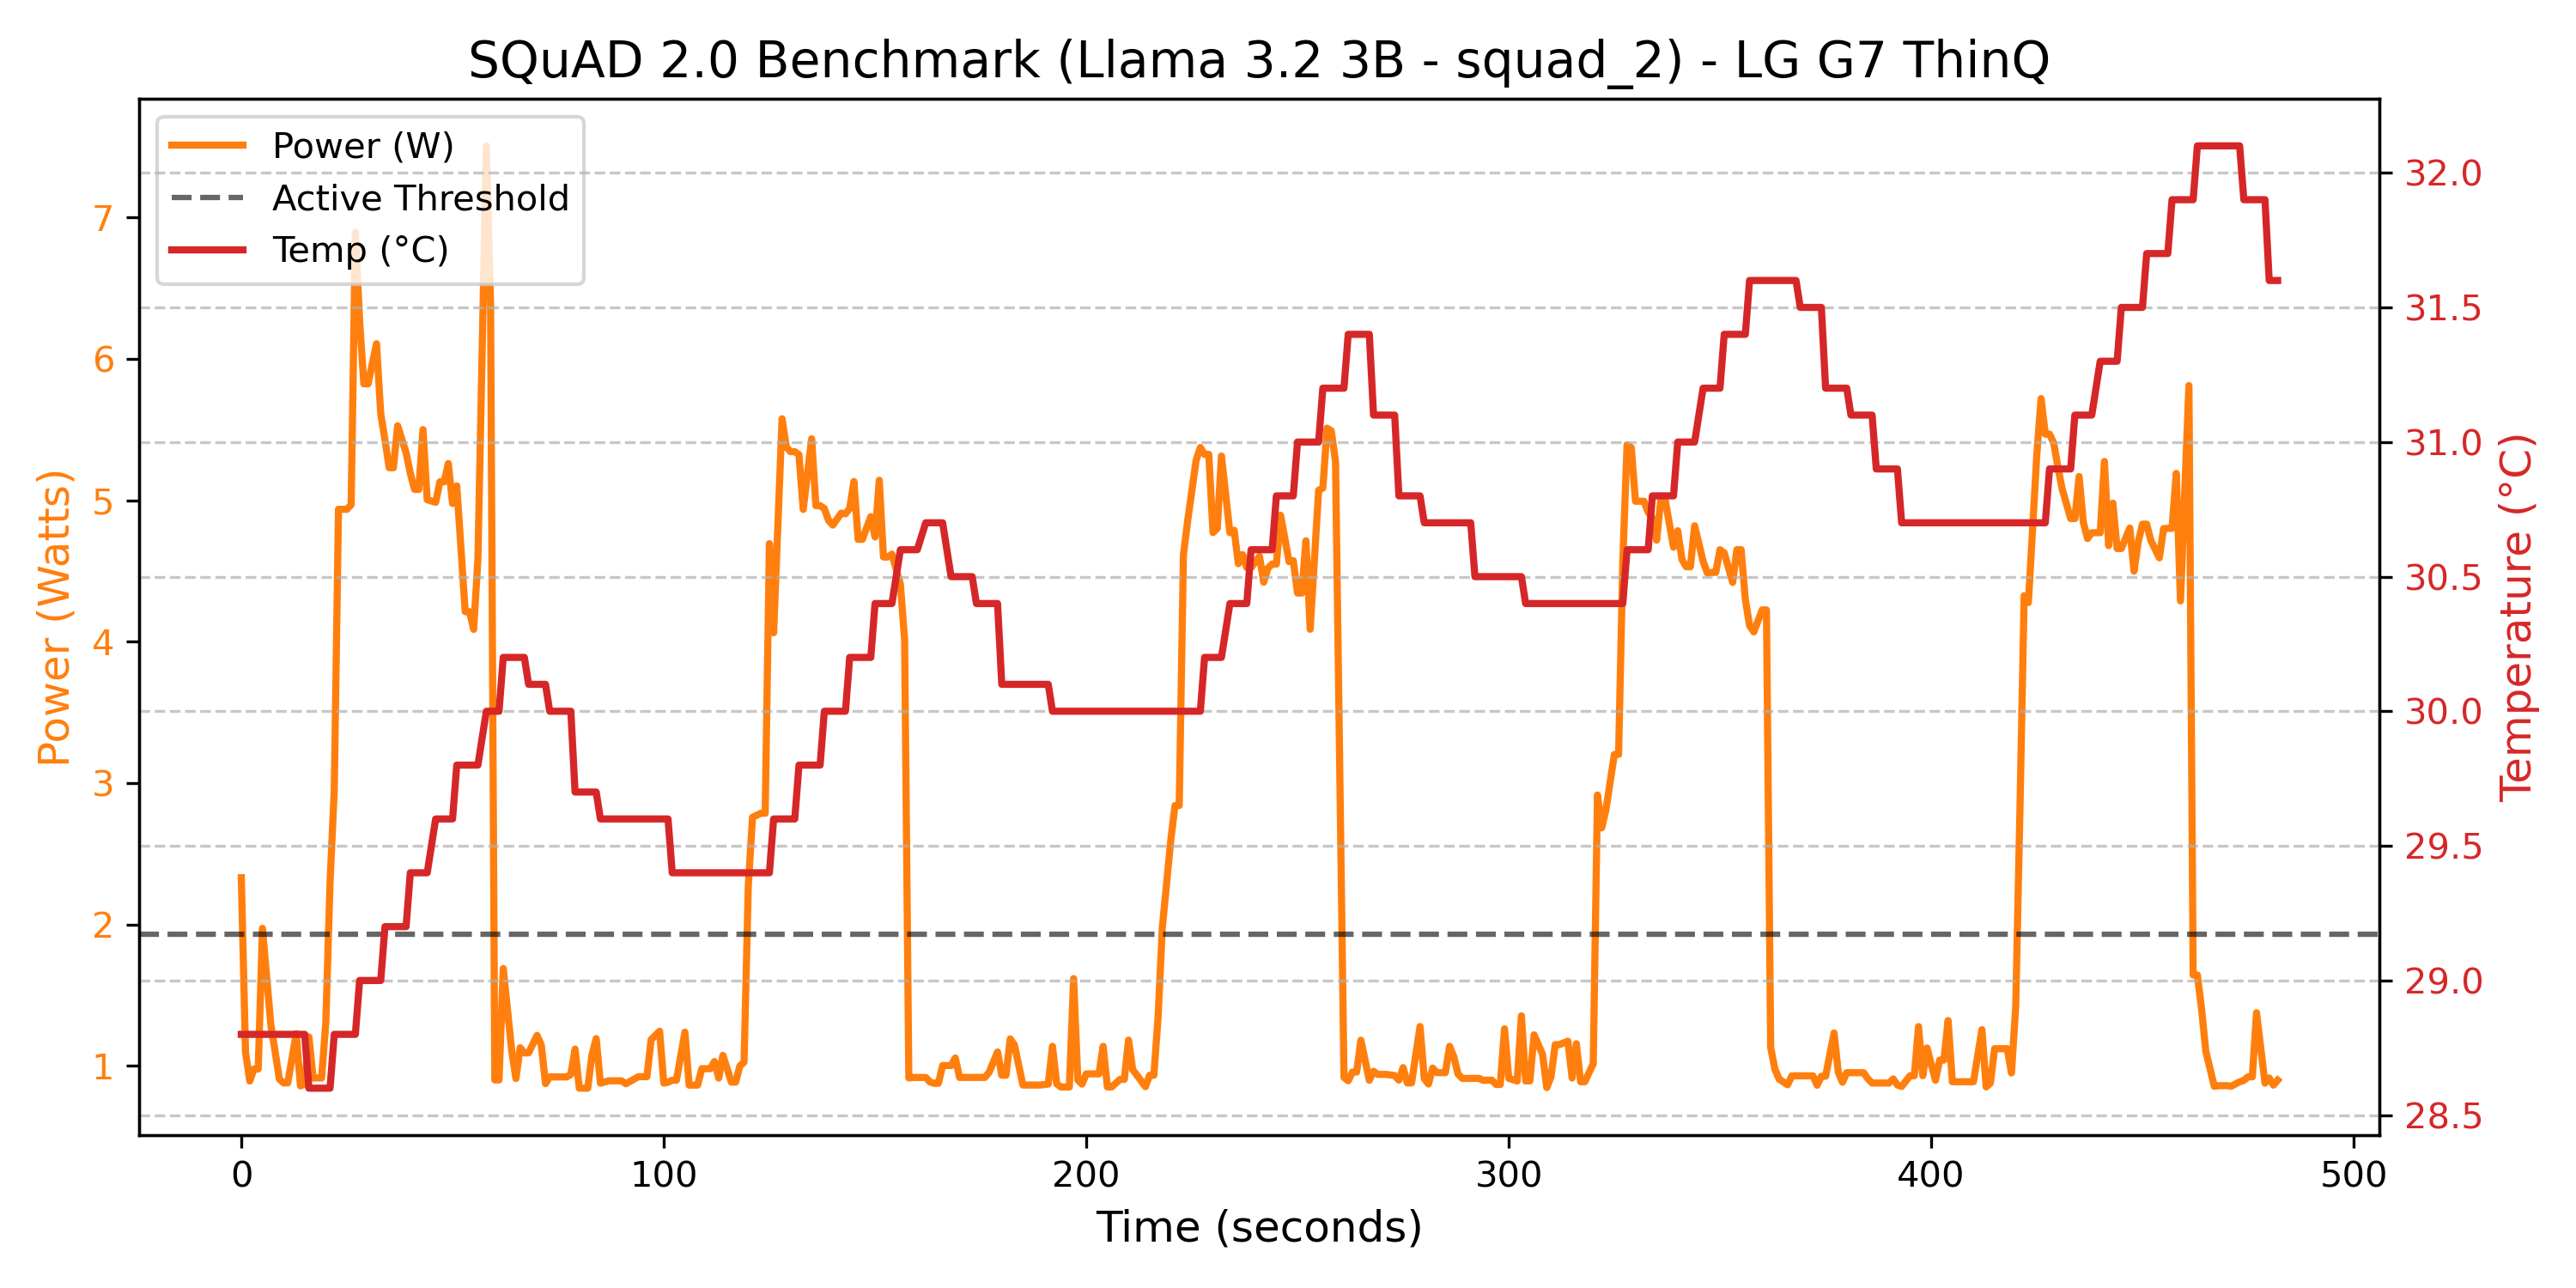 SQuAD 2.0 Benchmark (Llama 3.2 3B - squad_2) - LG G7 ThinQ
Power (W)
Active Threshold
Temp (°C)
Power (Watts)
7
6
5
4
3
2
1
32.0
31.5
31.0
30.5
30.0
29.5
29.0
28.5
Temperature (°C)
0 100 200 300 400 500
Time (seconds)